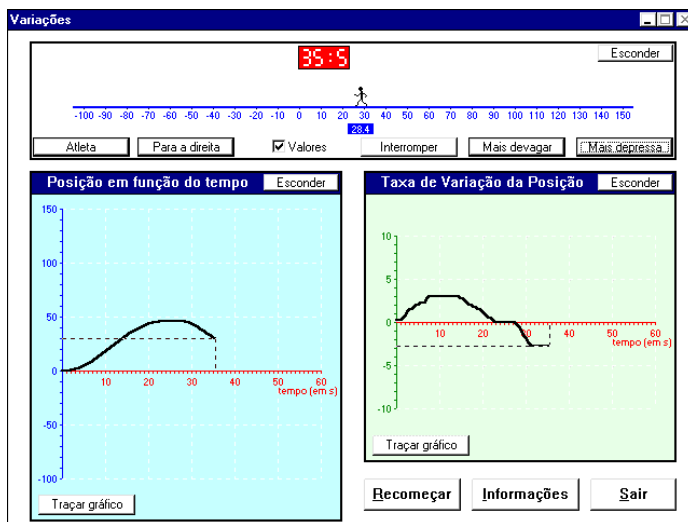 Variações
35:5
Esconder
-100 -90 -80 -70 -60 -50 -40 -30 -20 -10 0 10 20 30 40 50 60 70 80 90 100 110 120 130 140 150
28.4
Atleta Para a direita Valores Interromper Mais devagar Mais depressa
Posição em função do tempo Esconder
150
100
50
0
10 20 30 40 50 60
tempo (em s)
-50
-100
Traçar gráfico
Taxa de Variação da Posição Esconder
10
5
0
10 20 30 40 50 60
tempo (em s)
-5
-10
Traçar gráfico
Recomeçar Informações Sair